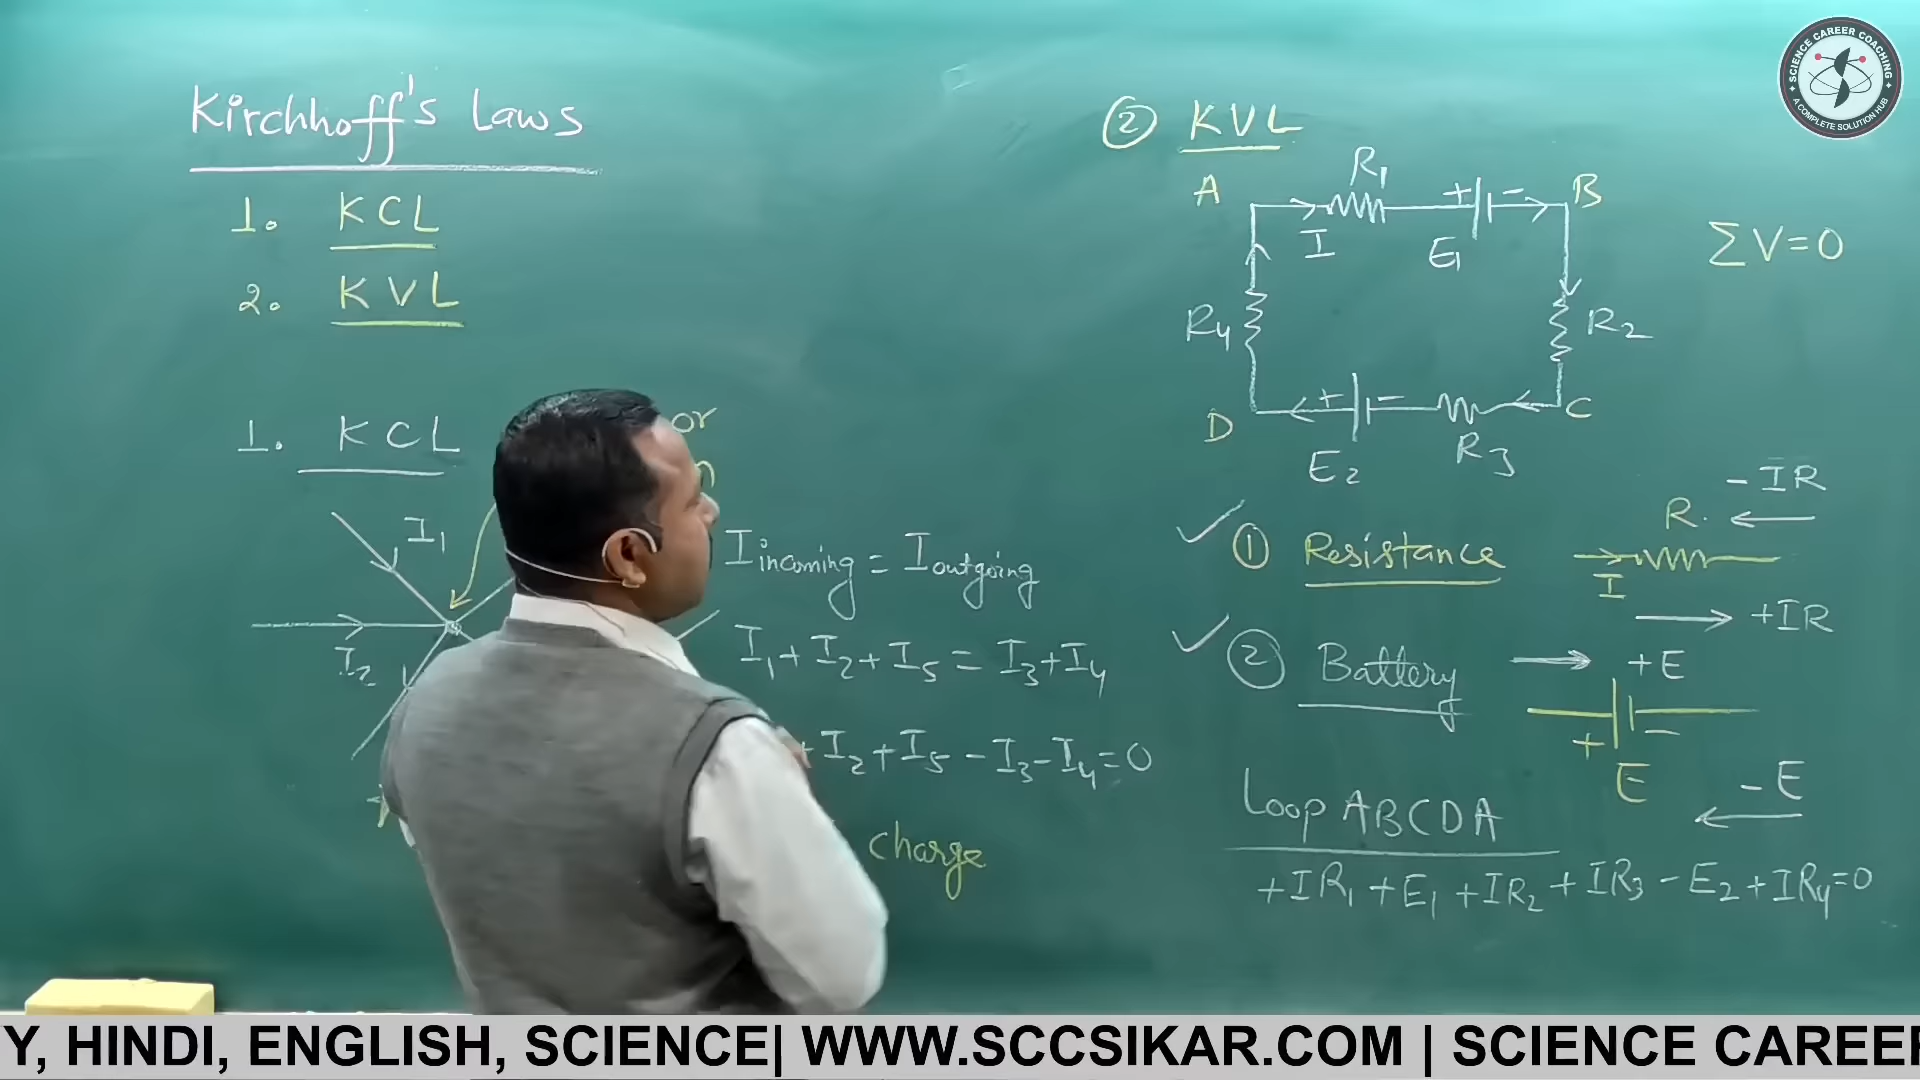 Kirchhoff's Laws
1. KCL
2. KVL
1. KCL
or
I₁
I₂
I incoming = I outgoing
I₁+I₂+I₅ = I₃+I₄
+I₂+I₅-I₃-I₄=0
charge
② KVL
A
R₁
+ -
B
I
E₁
ΣV=0
R₄
R₂
D
+ -
C
E₂
R₃
① Resistance
-IR
R.
I
+IR
② Battery
+E
+ -
E
-E
Loop ABCDA
+IR₁+E₁+IR₂+IR₃-E₂+IR₄=0
SCIENCE CAREER COACHING
A COMPLETE SOLUTION HUB
Y, HINDI, ENGLISH, SCIENCE| WWW.SCCSIKAR.COM | SCIENCE CAREER